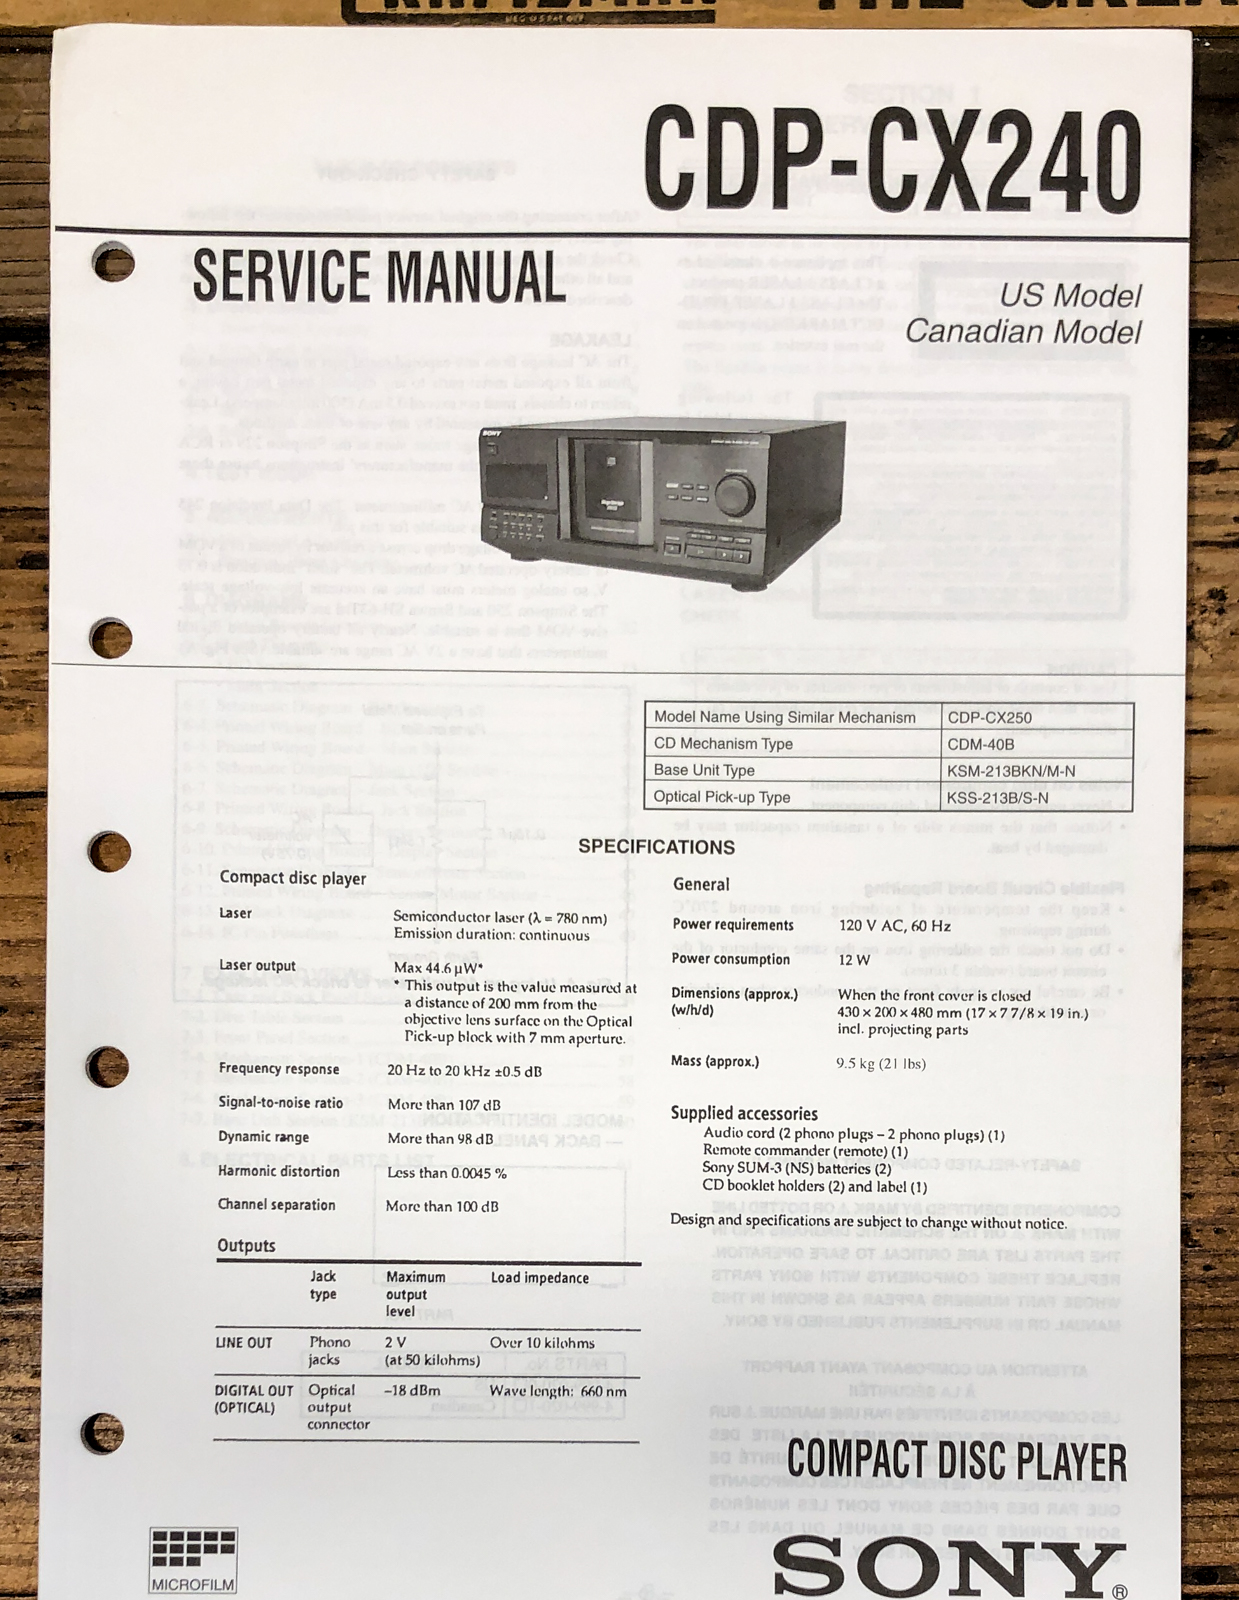 CDP-CX240
SERVICE MANUAL
US Model
Canadian Model
SONY
Model Name Using Similar Mechanism CDP-CX250
CD Mechanism Type CDM-40B
Base Unit Type KSM-213BKN/M-N
Optical Pick-up Type KSS-213B/S-N
SPECIFICATIONS
Compact disc player
Laser Semiconductor laser (λ = 780 nm)
Emission duration: continuous
Laser output Max 44.6 µW*
* This output is the value measured at
a distance of 200 mm from the
objective lens surface on the Optical
Pick-up block with 7 mm aperture.
Frequency response 20 Hz to 20 kHz ±0.5 dB
Signal-to-noise ratio More than 107 dB
Dynamic range More than 98 dB
Harmonic distortion Less than 0.0045 %
Channel separation More than 100 dB
Outputs
Jack Maximum Load impedance
type output
level
LINE OUT Phono 2 V Over 10 kilohms
jacks (at 50 kilohms)
DIGITAL OUT Optical –18 dBm Wave length: 660 nm
(OPTICAL) output
connector
General
Power requirements 120 V AC, 60 Hz
Power consumption 12 W
Dimensions (approx.) When the front cover is closed
(w/h/d) 430 × 200 × 480 mm (17 × 7 7/8 × 19 in.)
incl. projecting parts
Mass (approx.) 9.5 kg (21 lbs)
Supplied accessories
Audio cord (2 phono plugs – 2 phono plugs) (1)
Remote commander (remote) (1)
Sony SUM-3 (NS) batteries (2)
CD booklet holders (2) and label (1)
Design and specifications are subject to change without notice.
COMPACT DISC PLAYER
MICROFILM
SONY®